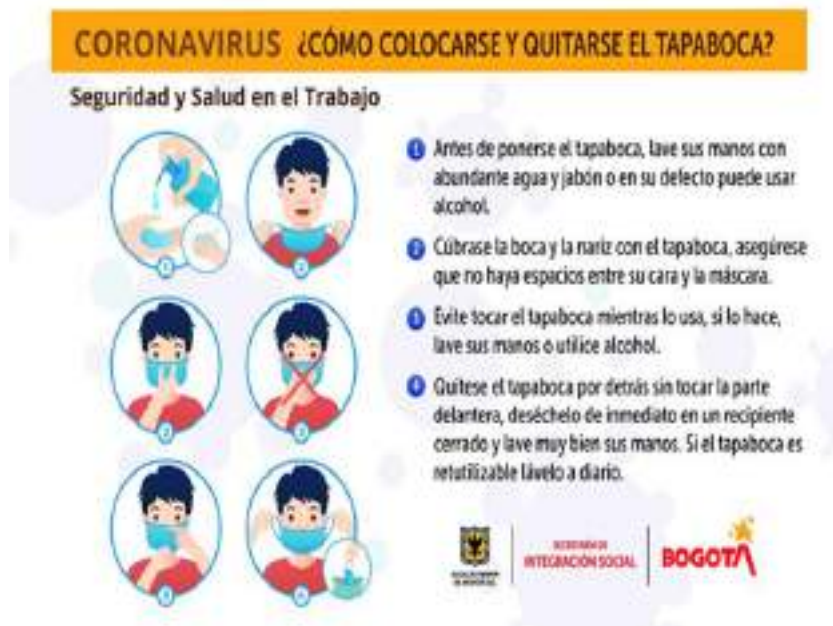 CORONAVIRUS ¿CÓMO COLOCARSE Y QUITARSE EL TAPABOCA?
Seguridad y Salud en el Trabajo
1 Antes de ponerse el tapaboca, lave sus manos con
abundante agua y jabón o en su defecto puede usar
alcohol.
2 Cúbrase la boca y la nariz con el tapaboca, asegúrese
que no haya espacios entre su cara y la máscara.
3 Evite tocar el tapaboca mientras lo usa, si lo hace,
lave sus manos o utilice alcohol.
4 Quítese el tapaboca por detrás sin tocar la parte
delantera, deséchelo de inmediato en un recipiente
cerrado y lave muy bien sus manos. Si el tapaboca es
retutilizable lávelo a diario.
SECRETARÍA DE
INTEGRACIÓN SOCIAL
BOGOTA